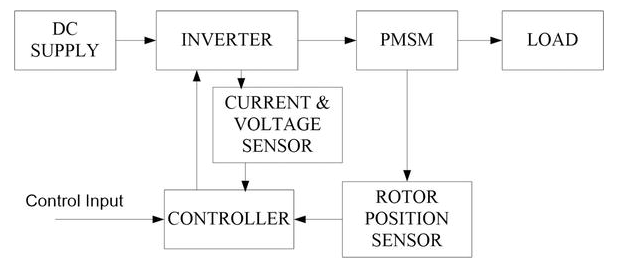 DC
SUPPLY
INVERTER
PMSM
LOAD
CURRENT &
VOLTAGE
SENSOR
Control Input
CONTROLLER
ROTOR
POSITION
SENSOR